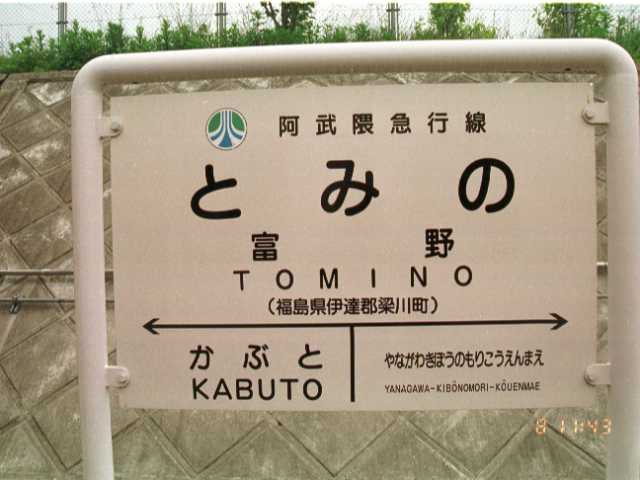 阿武隈急行線
とみの
富野
TOMINO
(福島県伊達郡梁川町)
かぶと
KABUTO
やながわきぼうのもりこうえんまえ
YANAGAWA-KIBŌNOMORI-KŌUENMAE
8 11:43